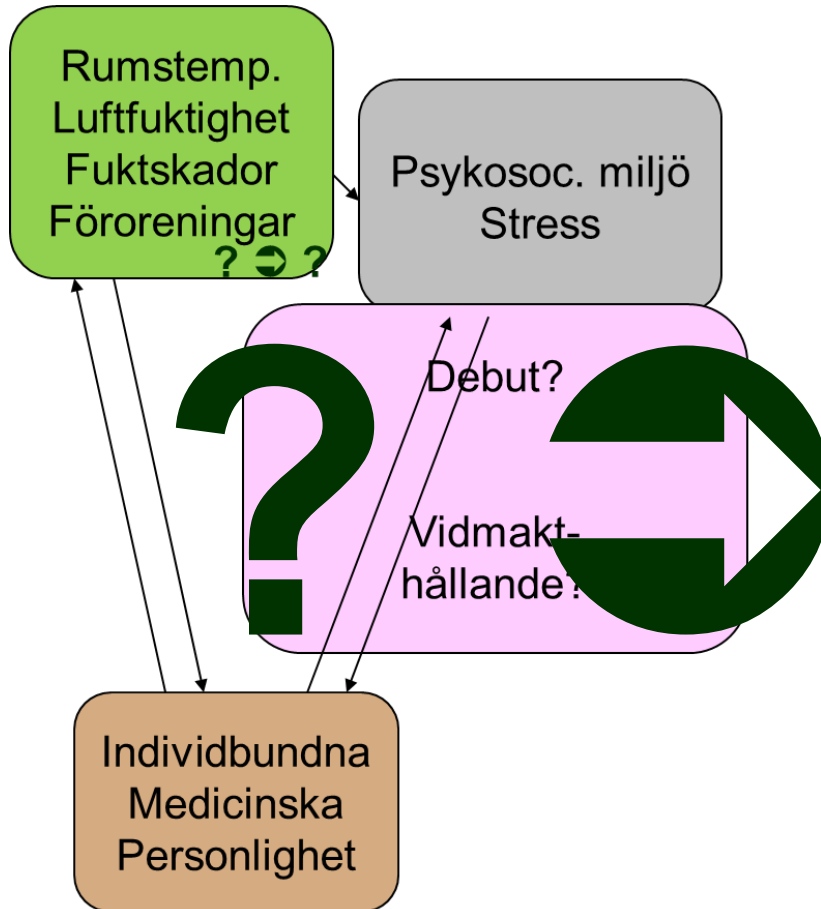 Rumstemp.
Luftfuktighet
Fuktskador
Föroreningar
? ➲ ?
Psykosoc. miljö
Stress
? ➲
Debut?
Vidmakt-
hållande?
Individbundna
Medicinska
Personlighet